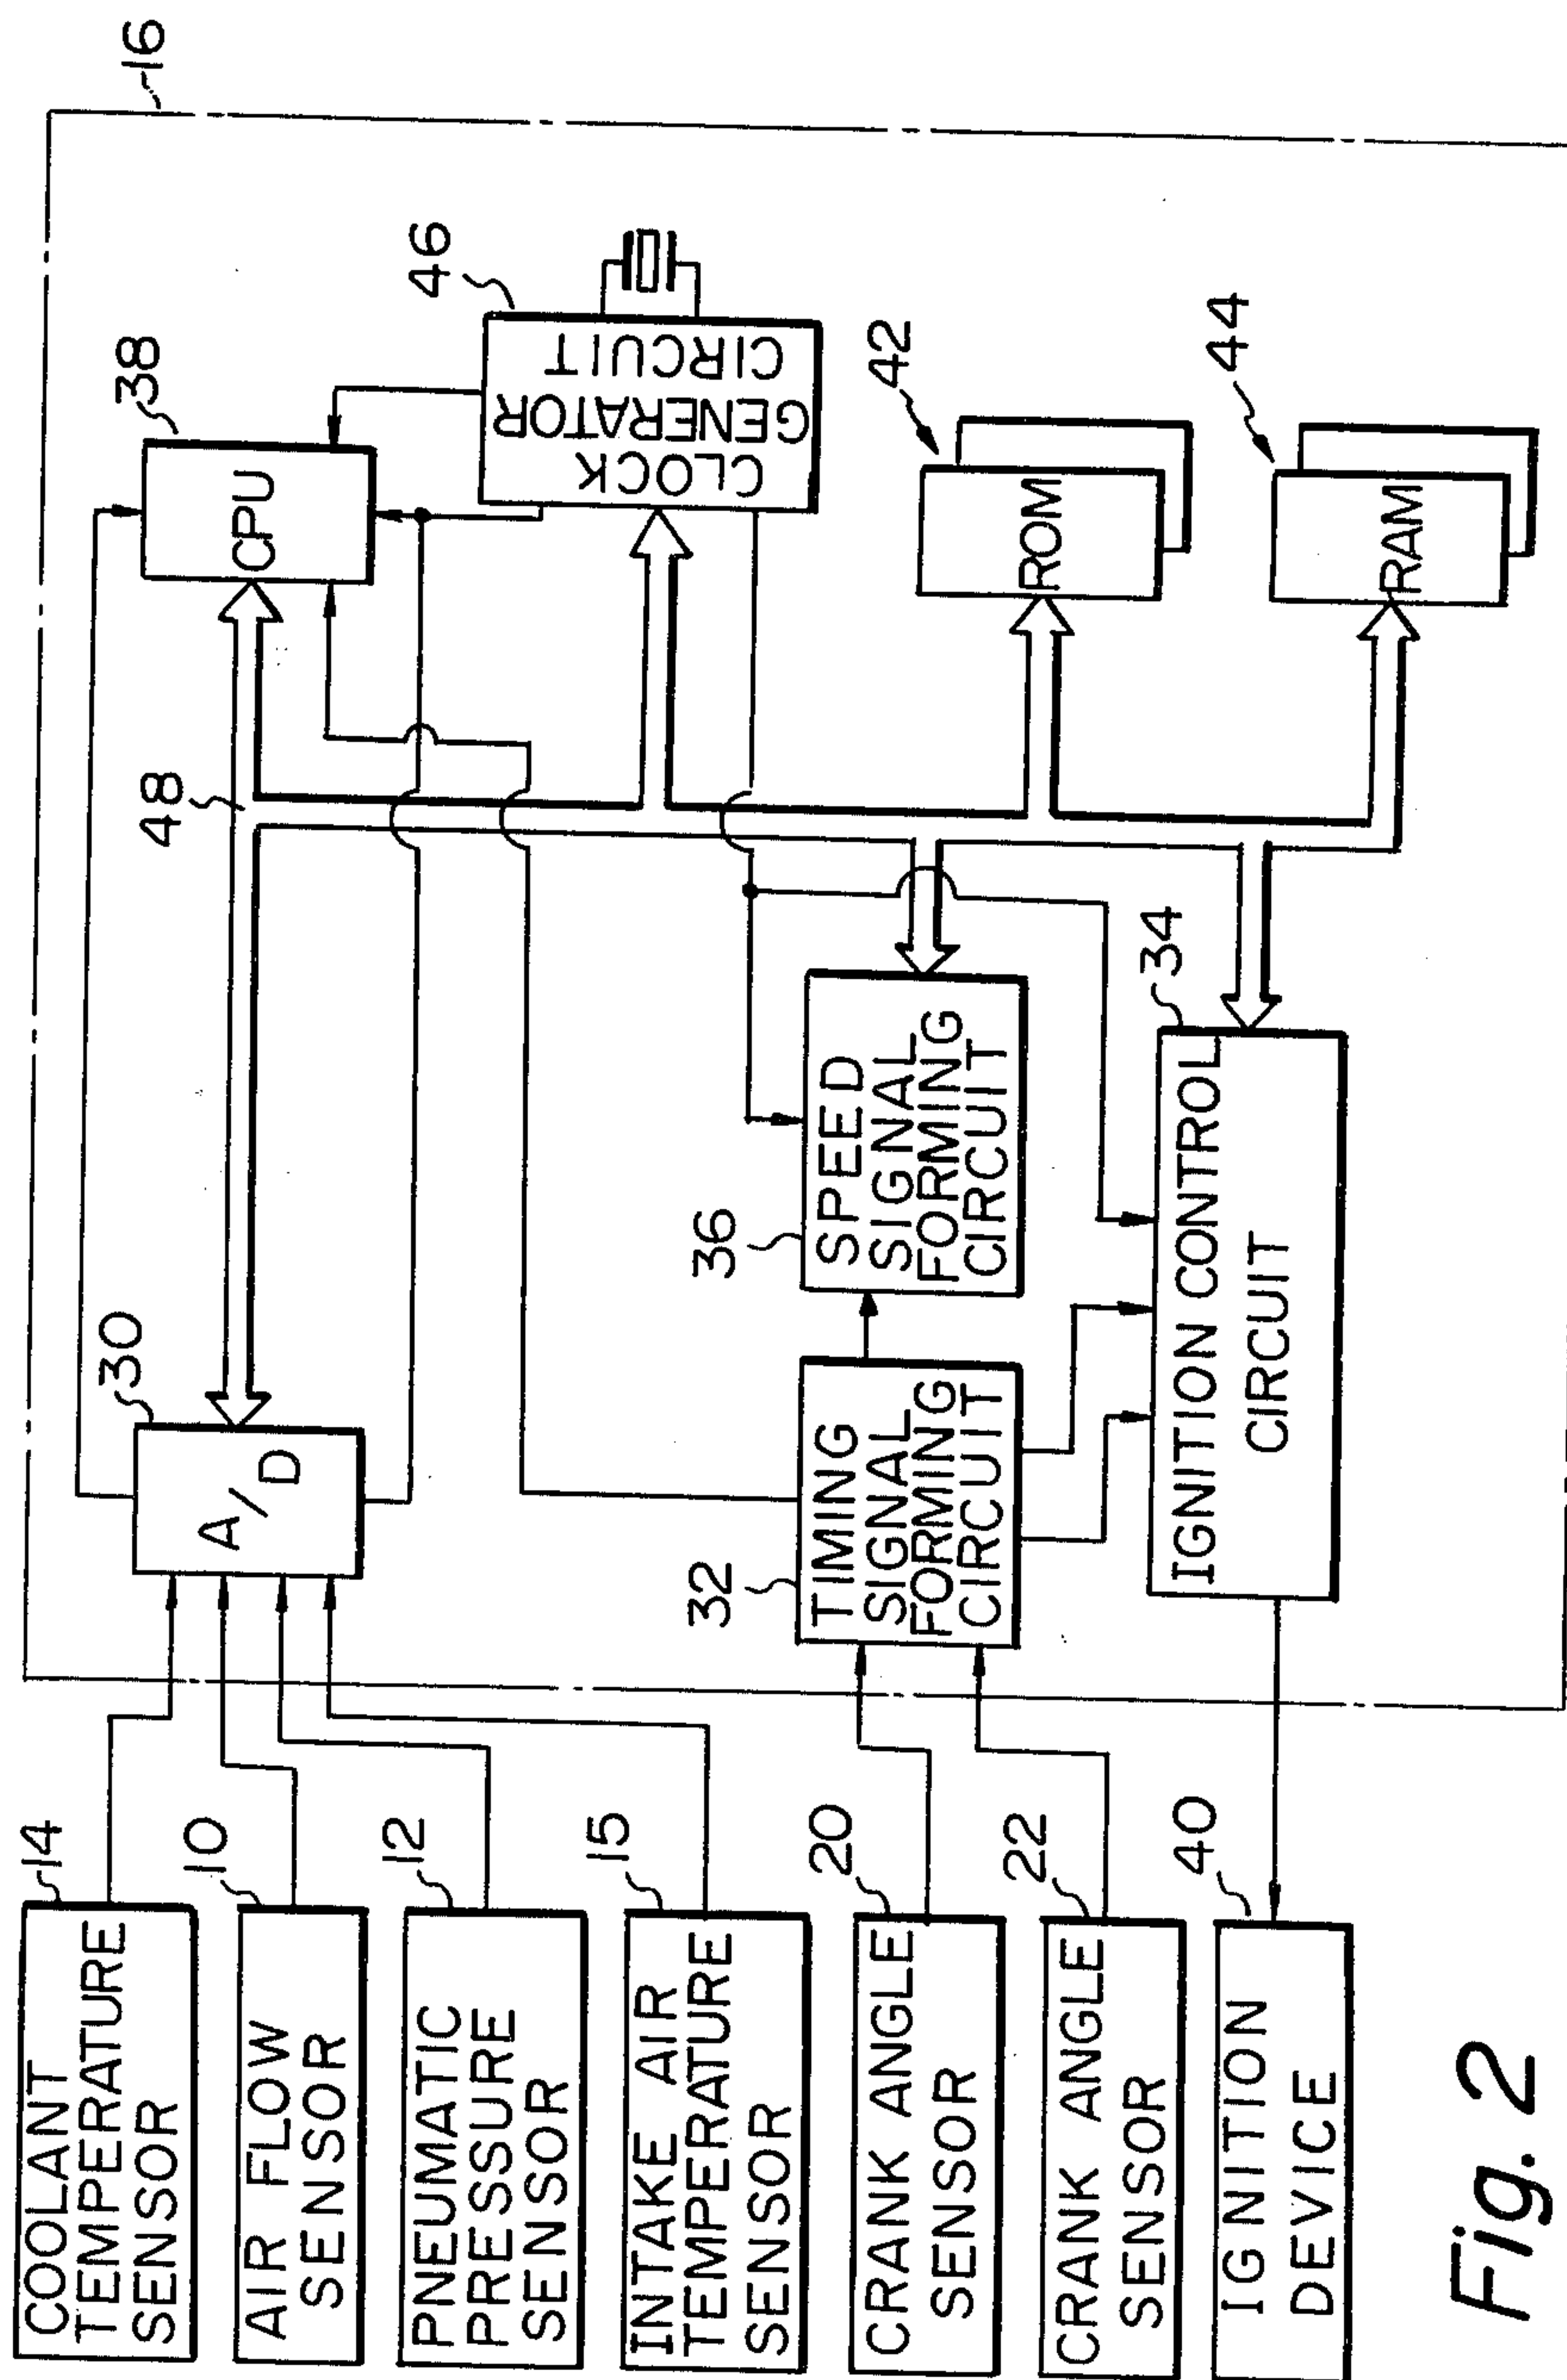 16
COOLANT
TEMPERATURE
SENSOR
14
AIR FLOW
SENSOR
10
PNEUMATIC
PRESSURE
SENSOR
12
INTAKE AIR
TEMPERATURE
SENSOR
15
CRANK ANGLE
SENSOR
20
CRANK ANGLE
SENSOR
22
IGNITION
DEVICE
40
A/D
30
48
CPU
38
CLOCK
GENERATOR
CIRCUIT
46
TIMING
SIGNAL
FORMING
CIRCUIT
32
SPEED
SIGNAL
FORMING
CIRCUIT
36
IGNITION CONTROL
CIRCUIT
34
ROM
42
RAM
44
Fig. 2